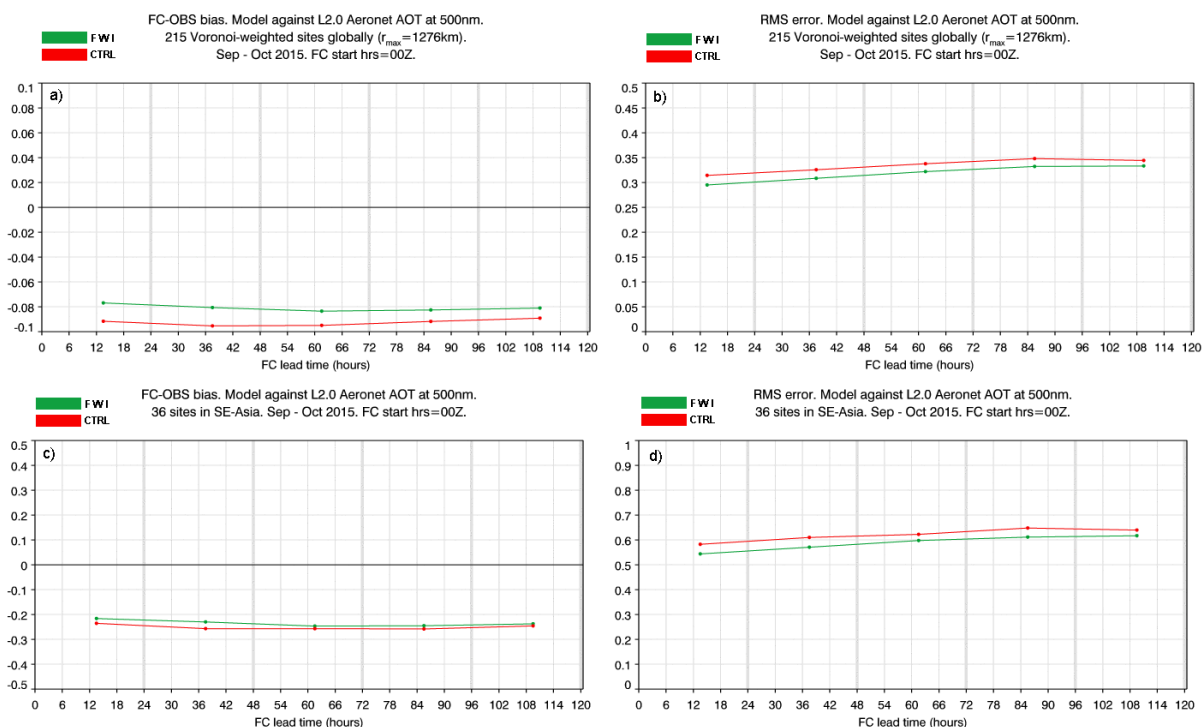 FC-OBS bias. Model against L2.0 Aeronet AOT at 500nm.
FWI
215 Voronoi-weighted sites globally (rmax=1276km).
CTRL
Sep - Oct 2015. FC start hrs=00Z.
a)
0.1
0.08
0.06
0.04
0.02
0
-0.02
-0.04
-0.06
-0.08
-0.1
0 6 12 18 24 30 36 42 48 54 60 66 72 78 84 90 96 102 108 114 120
FC lead time (hours)
RMS error. Model against L2.0 Aeronet AOT at 500nm.
FWI
215 Voronoi-weighted sites globally (rmax=1276km).
CTRL
Sep - Oct 2015. FC start hrs=00Z.
b)
0.5
0.45
0.4
0.35
0.3
0.25
0.2
0.15
0.1
0.05
0
0 6 12 18 24 30 36 42 48 54 60 66 72 78 84 90 96 102 108 114 120
FC lead time (hours)
FC-OBS bias. Model against L2.0 Aeronet AOT at 500nm.
FWI
36 sites in SE-Asia. Sep - Oct 2015. FC start hrs=00Z.
CTRL
c)
0.5
0.4
0.3
0.2
0.1
0
-0.1
-0.2
-0.3
-0.4
-0.5
0 6 12 18 24 30 36 42 48 54 60 66 72 78 84 90 96 102 108 114 120
FC lead time (hours)
RMS error. Model against L2.0 Aeronet AOT at 500nm.
FWI
36 sites in SE-Asia. Sep - Oct 2015. FC start hrs=00Z.
CTRL
d)
1
0.9
0.8
0.7
0.6
0.5
0.4
0.3
0.2
0.1
0
0 6 12 18 24 30 36 42 48 54 60 66 72 78 84 90 96 102 108 114 120
FC lead time (hours)